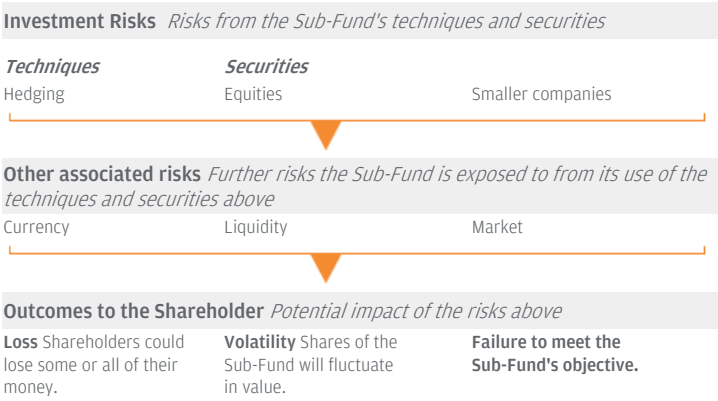 Investment Risks Risks from the Sub-Fund's techniques and securities
Techniques Securities
Hedging Equities Smaller companies
Other associated risks Further risks the Sub-Fund is exposed to from its use of the
techniques and securities above
Currency Liquidity Market
Outcomes to the Shareholder Potential impact of the risks above
Loss Shareholders could
lose some or all of their
money.
Volatility Shares of the
Sub-Fund will fluctuate
in value.
Failure to meet the
Sub-Fund's objective.